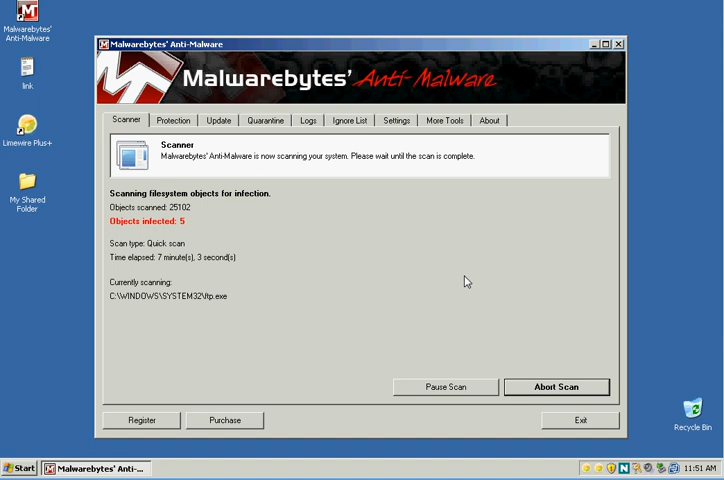 Malwarebytes'
Anti-Malware
link
Limewire Plus+
My Shared
Folder
Malwarebytes' Anti-Malware
Malwarebytes' Anti-Malware
Scanner Protection Update Quarantine Logs Ignore List Settings More Tools About
Scanner
Malwarebytes' Anti-Malware is now scanning your system. Please wait until the scan is complete.
Scanning filesystem objects for infection.
Objects scanned: 25102
Objects infected: 5
Scan type: Quick scan
Time elapsed: 7 minute(s), 3 second(s)
Currently scanning:
C:\WINDOWS\SYSTEM32\ftp.exe
Pause Scan Abort Scan
Register Purchase Exit
Recycle Bin
Start Malwarebytes' Anti-... 11:51 AM